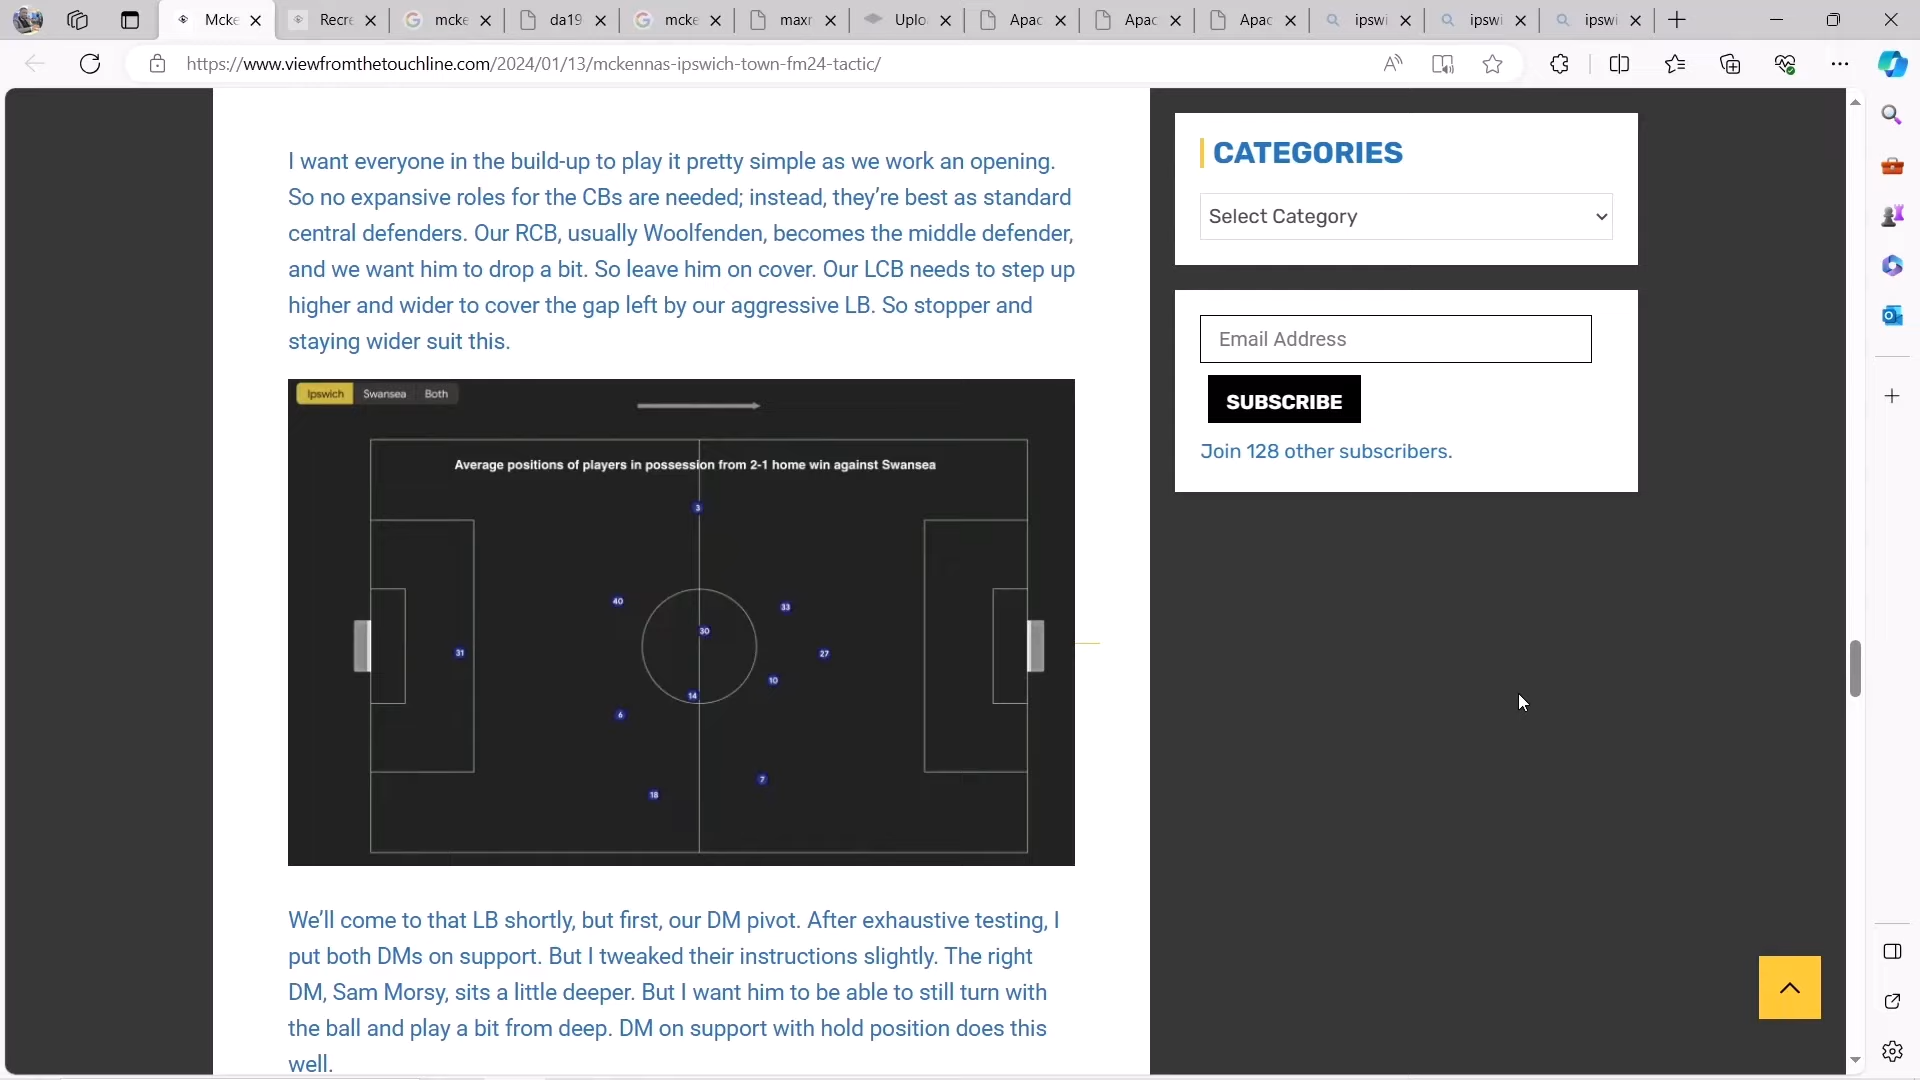 Mcke
Recre
mcke
da19
mcke
maxr
Uplo
Apac
Apac
Apac
ipswi
ipswi
ipswi
https://www.viewfromthetouchline.com/2024/01/13/mckennas-ipswich-town-fm24-tactic/
I want everyone in the build-up to play it pretty simple as we work an opening.
So no expansive roles for the CBs are needed; instead, they’re best as standard
central defenders. Our RCB, usually Woolfenden, becomes the middle defender,
and we want him to drop a bit. So leave him on cover. Our LCB needs to step up
higher and wider to cover the gap left by our aggressive LB. So stopper and
staying wider suit this.
Ipswich Swansea Both
Average positions of players in possession from 2-1 home win against Swansea
3
40
33
30
31
27
10
14
6
7
18
We’ll come to that LB shortly, but first, our DM pivot. After exhaustive testing, I
put both DMs on support. But I tweaked their instructions slightly. The right
DM, Sam Morsy, sits a little deeper. But I want him to be able to still turn with
the ball and play a bit from deep. DM on support with hold position does this
well.
CATEGORIES
Select Category
Email Address
SUBSCRIBE
Join 128 other subscribers.